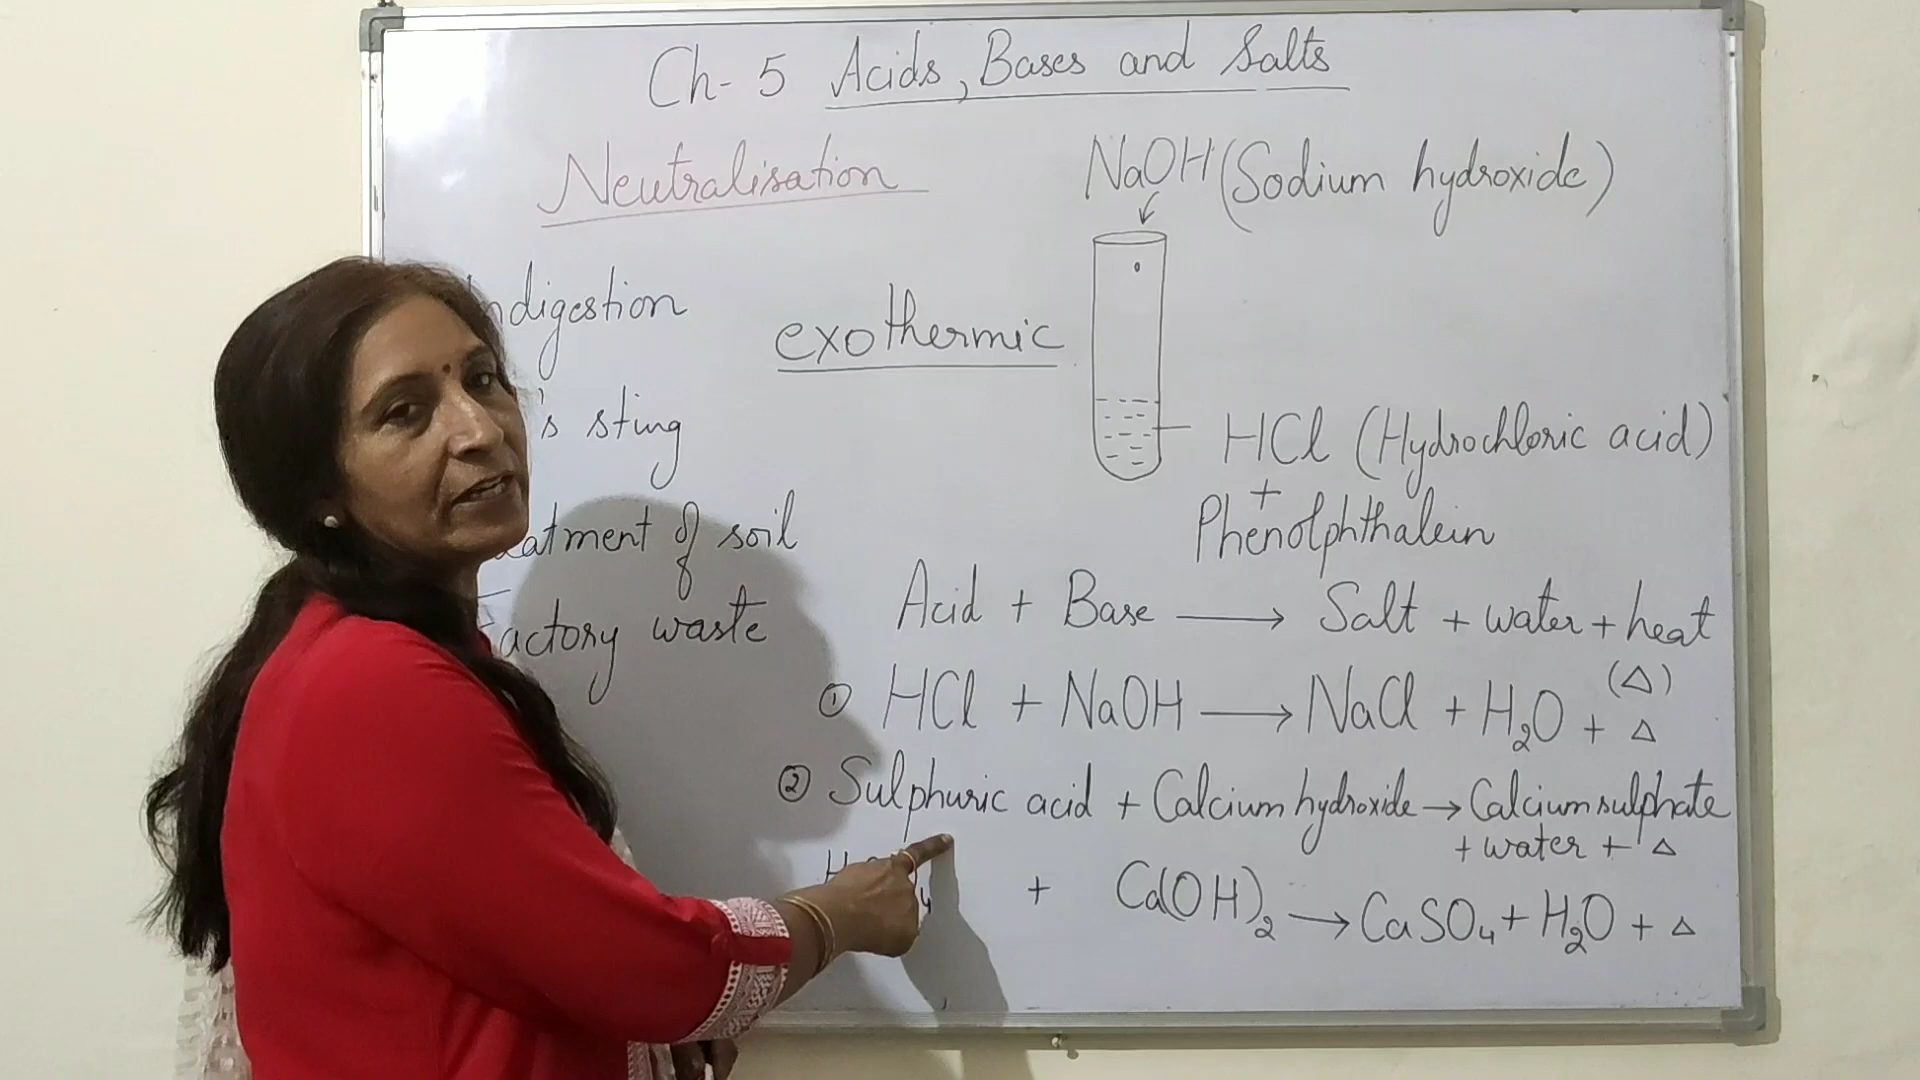 Ch- 5 Acids, Bases and Salts
Neutralisation
NaOH (Sodium hydroxide)
ndigestion
exothermic
's sting
HCl (Hydrochloric acid)
+
Phenolphthalein
eatment of soil
Factory waste
Acid + Base → Salt + water + heat
(△)
① HCl + NaOH → NaCl + H₂O + △
② Sulphuric acid + Calcium hydroxide → Calcium sulphate
+ water + △
+ Ca(OH)₂ → CaSO₄ + H₂O + △